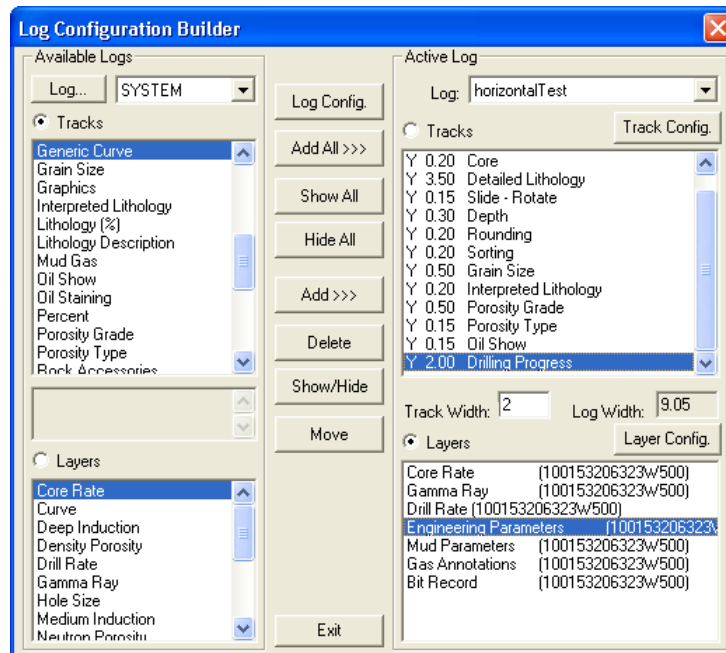 Log Configuration Builder
Available Logs
Log...
SYSTEM
Tracks
Generic Curve
Grain Size
Graphics
Interpreted Lithology
Lithology (%)
Lithology Description
Mud Gas
Oil Show
Oil Staining
Percent
Porosity Grade
Porosity Type
Rock Accessories
Layers
Core Rate
Curve
Deep Induction
Density Porosity
Drill Rate
Gamma Ray
Hole Size
Medium Induction
Neutron Porosity
Log Config.
Add All >>>
Show All
Hide All
Add >>>
Delete
Show/Hide
Move
Exit
Active Log
Log: horizontalTest
Tracks
Track Config.
Y 0.20 Core
Y 3.50 Detailed Lithology
Y 0.15 Slide - Rotate
Y 0.30 Depth
Y 0.20 Rounding
Y 0.20 Sorting
Y 0.50 Grain Size
Y 0.20 Interpreted Lithology
Y 0.50 Porosity Grade
Y 0.15 Porosity Type
Y 0.15 Oil Show
Y 2.00 Drilling Progress
Track Width: 2 Log Width: 9.05
Layers
Layer Config.
Core Rate (100153206323W500)
Gamma Ray (100153206323W500)
Drill Rate (100153206323W500)
Engineering Parameters (100153206323W
Mud Parameters (100153206323W500)
Gas Annotations (100153206323W500)
Bit Record (100153206323W500)